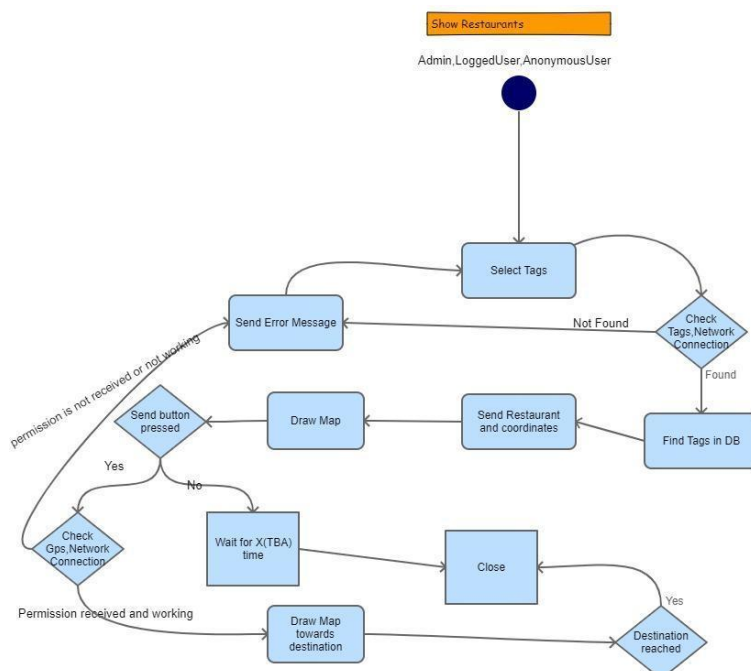 Show Restaurants
Admin,LoggedUser,AnonymousUser
Select Tags
Send Error Message
Not Found
Check
Tags,Network
Connection
Found
permission is not received or not working
Send button
pressed
Draw Map
Send Restaurant
and coordinates
Find Tags in DB
Yes
No
Check
Gps,Network
Connection
Wait for X(TBA)
time
Close
Permission received and working
Draw Map
towards
destination
Yes
Destination
reached